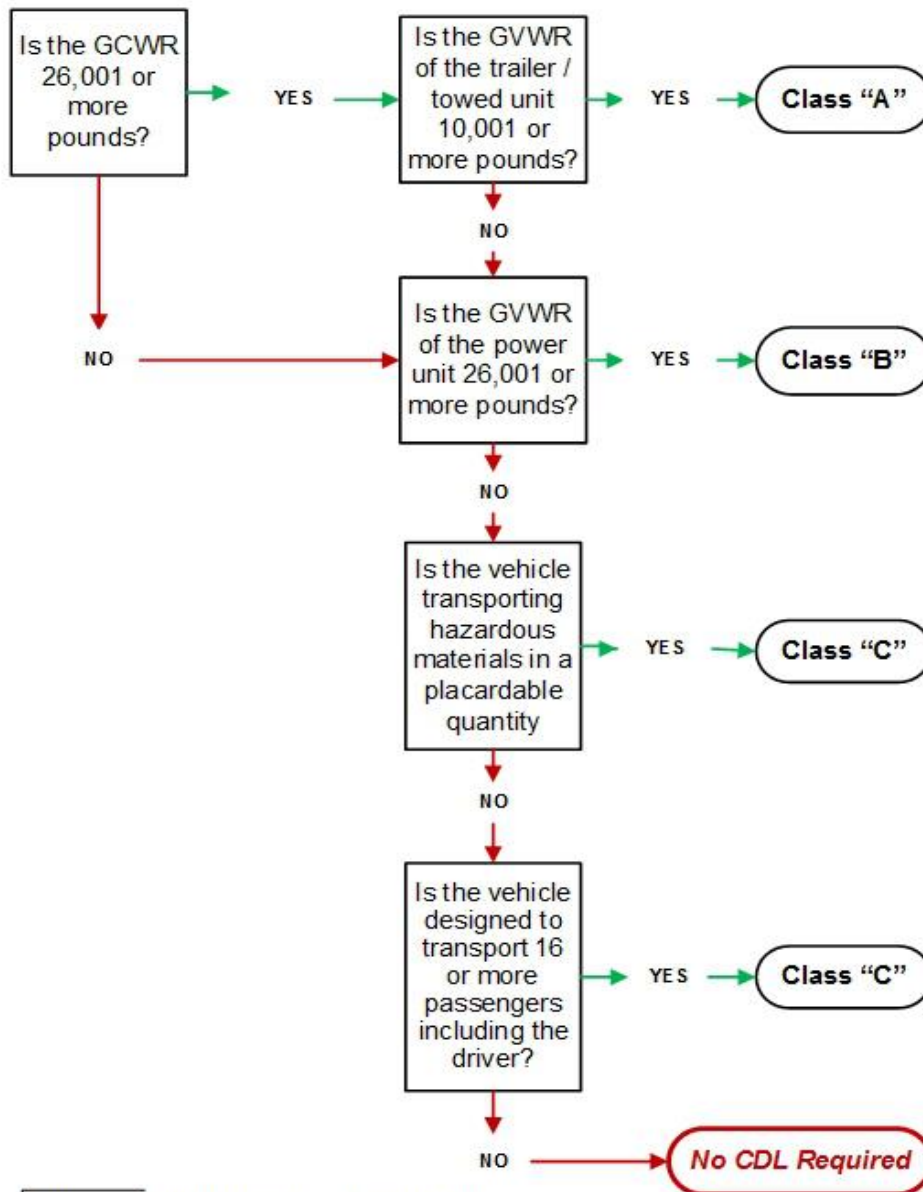 Is the GCWR
26,001 or
more
pounds?
YES
Is the GVWR
of the trailer /
towed unit
10,001 or
more pounds?
YES
Class “A”
NO
NO
Is the GVWR
of the power
unit 26,001 or
more pounds?
YES
Class “B”
NO
Is the vehicle
transporting
hazardous
materials in a
placardable
quantity
YES
Class “C”
NO
Is the vehicle
designed to
transport 16
or more
passengers
including the
driver?
YES
Class “C”
NO
No CDL Required